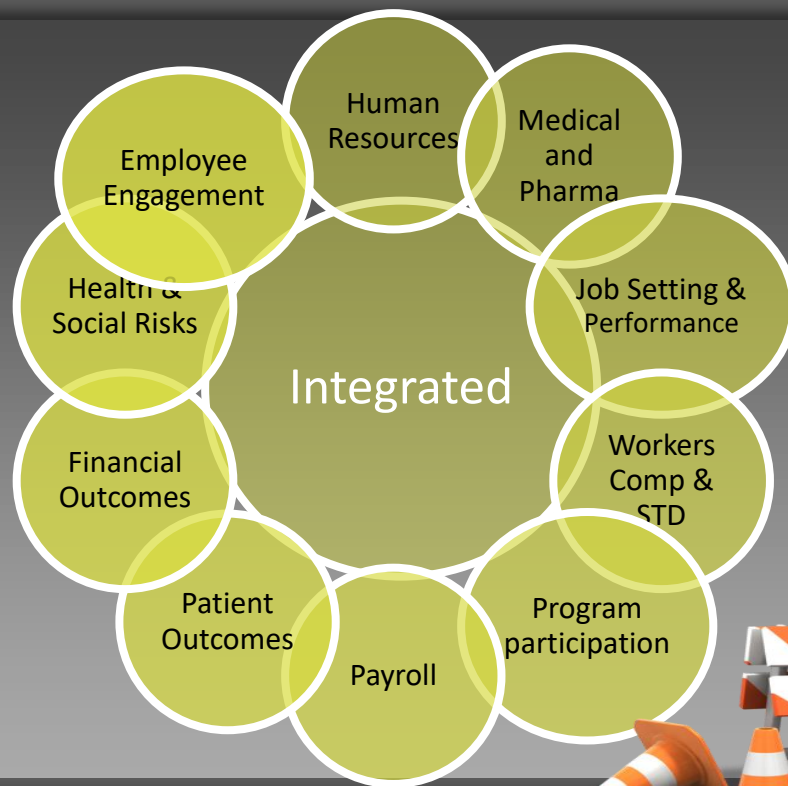 Human
Resources
Medical
and
Pharma
Job Setting &
Performance
Workers
Comp &
STD
Program
participation
Payroll
Patient
Outcomes
Financial
Outcomes
Health &
Social Risks
Employee
Engagement
Integrated